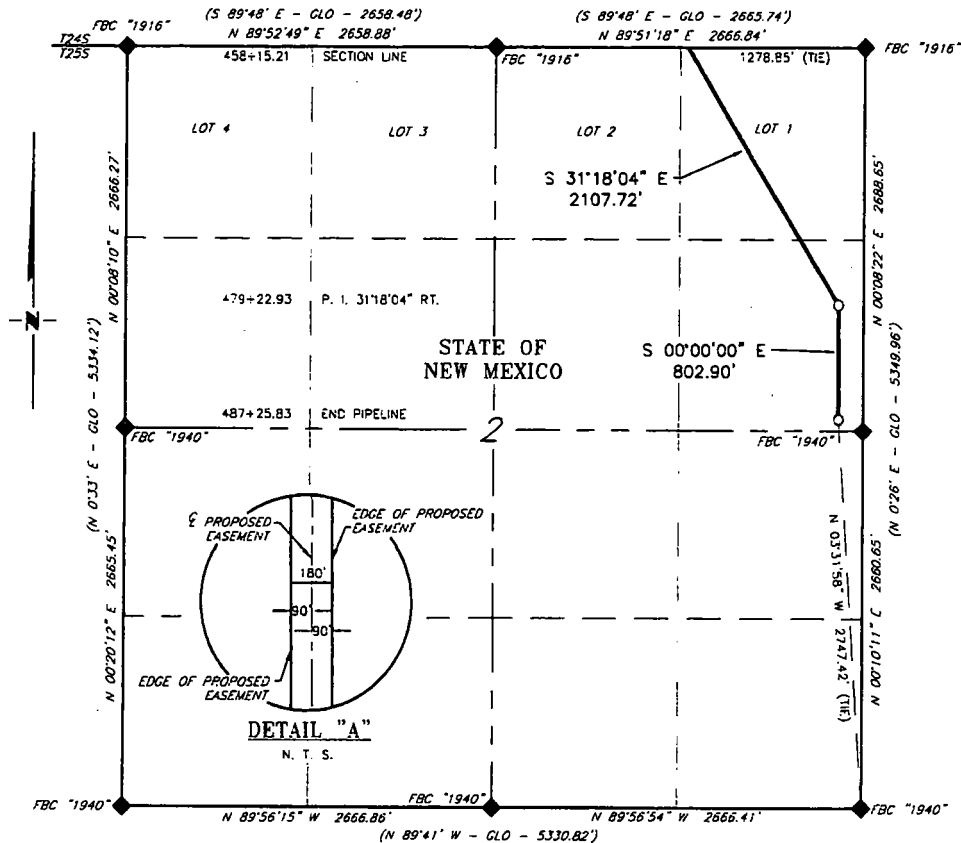 (S 89°48' E - GLO - 2658.48')
(S 89°48' E - GLO - 2665.74')
FBC "1916"
N 89°52'49" E 2658.88'
N 89°51'18" E 2666.84'
T24S
T25S
458+15.21 SECTION LINE
FBC "1916"
1278.85' (TIE)
FBC "1916"
LOT 4
LOT 3
LOT 2
LOT 1
S 31°18'04" E
2107.72'
N 00°08'10" E 2666.27'
N 00°08'22" E 2688.65'
479+22.93 P. I. 31°18'04" RT.
N
(N 0°33' E - GLO - 5334.12')
(N 0°26' E - GLO - 5349.96')
STATE OF
NEW MEXICO
S 00°00'00" E
802.90'
487+25.83 END PIPELINE
2
FBC "1940"
FBC "1940"
℄ PROPOSED
EASEMENT
EDGE OF PROPOSED
EASEMENT
180'
90'
90'
EDGE OF PROPOSED
EASEMENT
DETAIL "A"
N. T. S.
N 00°20'12" E 2665.45'
N 03°31'58" W 2747.42' (TIE)
N 00°10'11" E 2660.65'
FBC "1940"
FBC "1940"
FBC "1940"
N 89°56'15" W 2666.86'
N 89°56'54" W 2666.41'
(N 89°41' W - GLO - 5330.82')